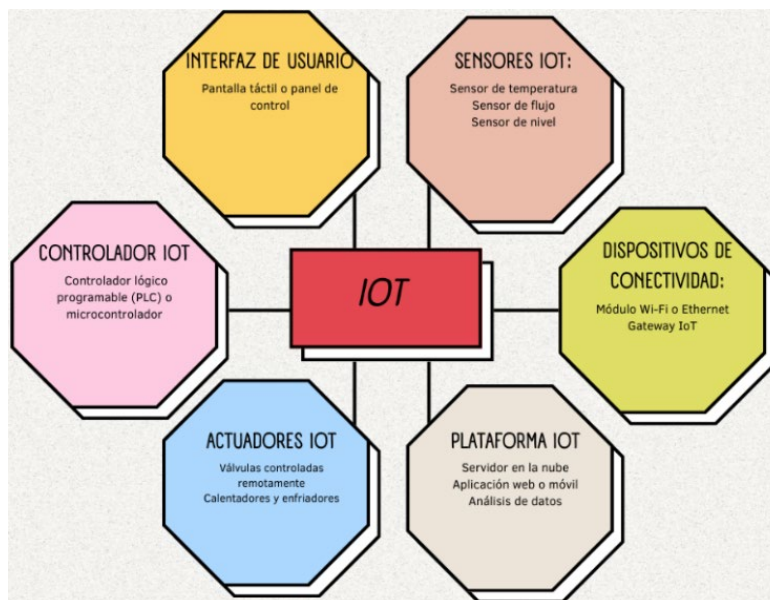 INTERFAZ DE USUARIO
Pantalla táctil o panel de
control
SENSORES IOT:
Sensor de temperatura
Sensor de flujo
Sensor de nivel
CONTROLADOR IOT
Controlador lógico
programable (PLC) o
microcontrolador
IOT
DISPOSITIVOS DE
CONECTIVIDAD:
Módulo Wi-Fi o Ethernet
Gateway IoT
ACTUADORES IOT
Válvulas controladas
remotamente
Calentadores y enfriadores
PLATAFORMA IOT
Servidor en la nube
Aplicación web o móvil
Análisis de datos